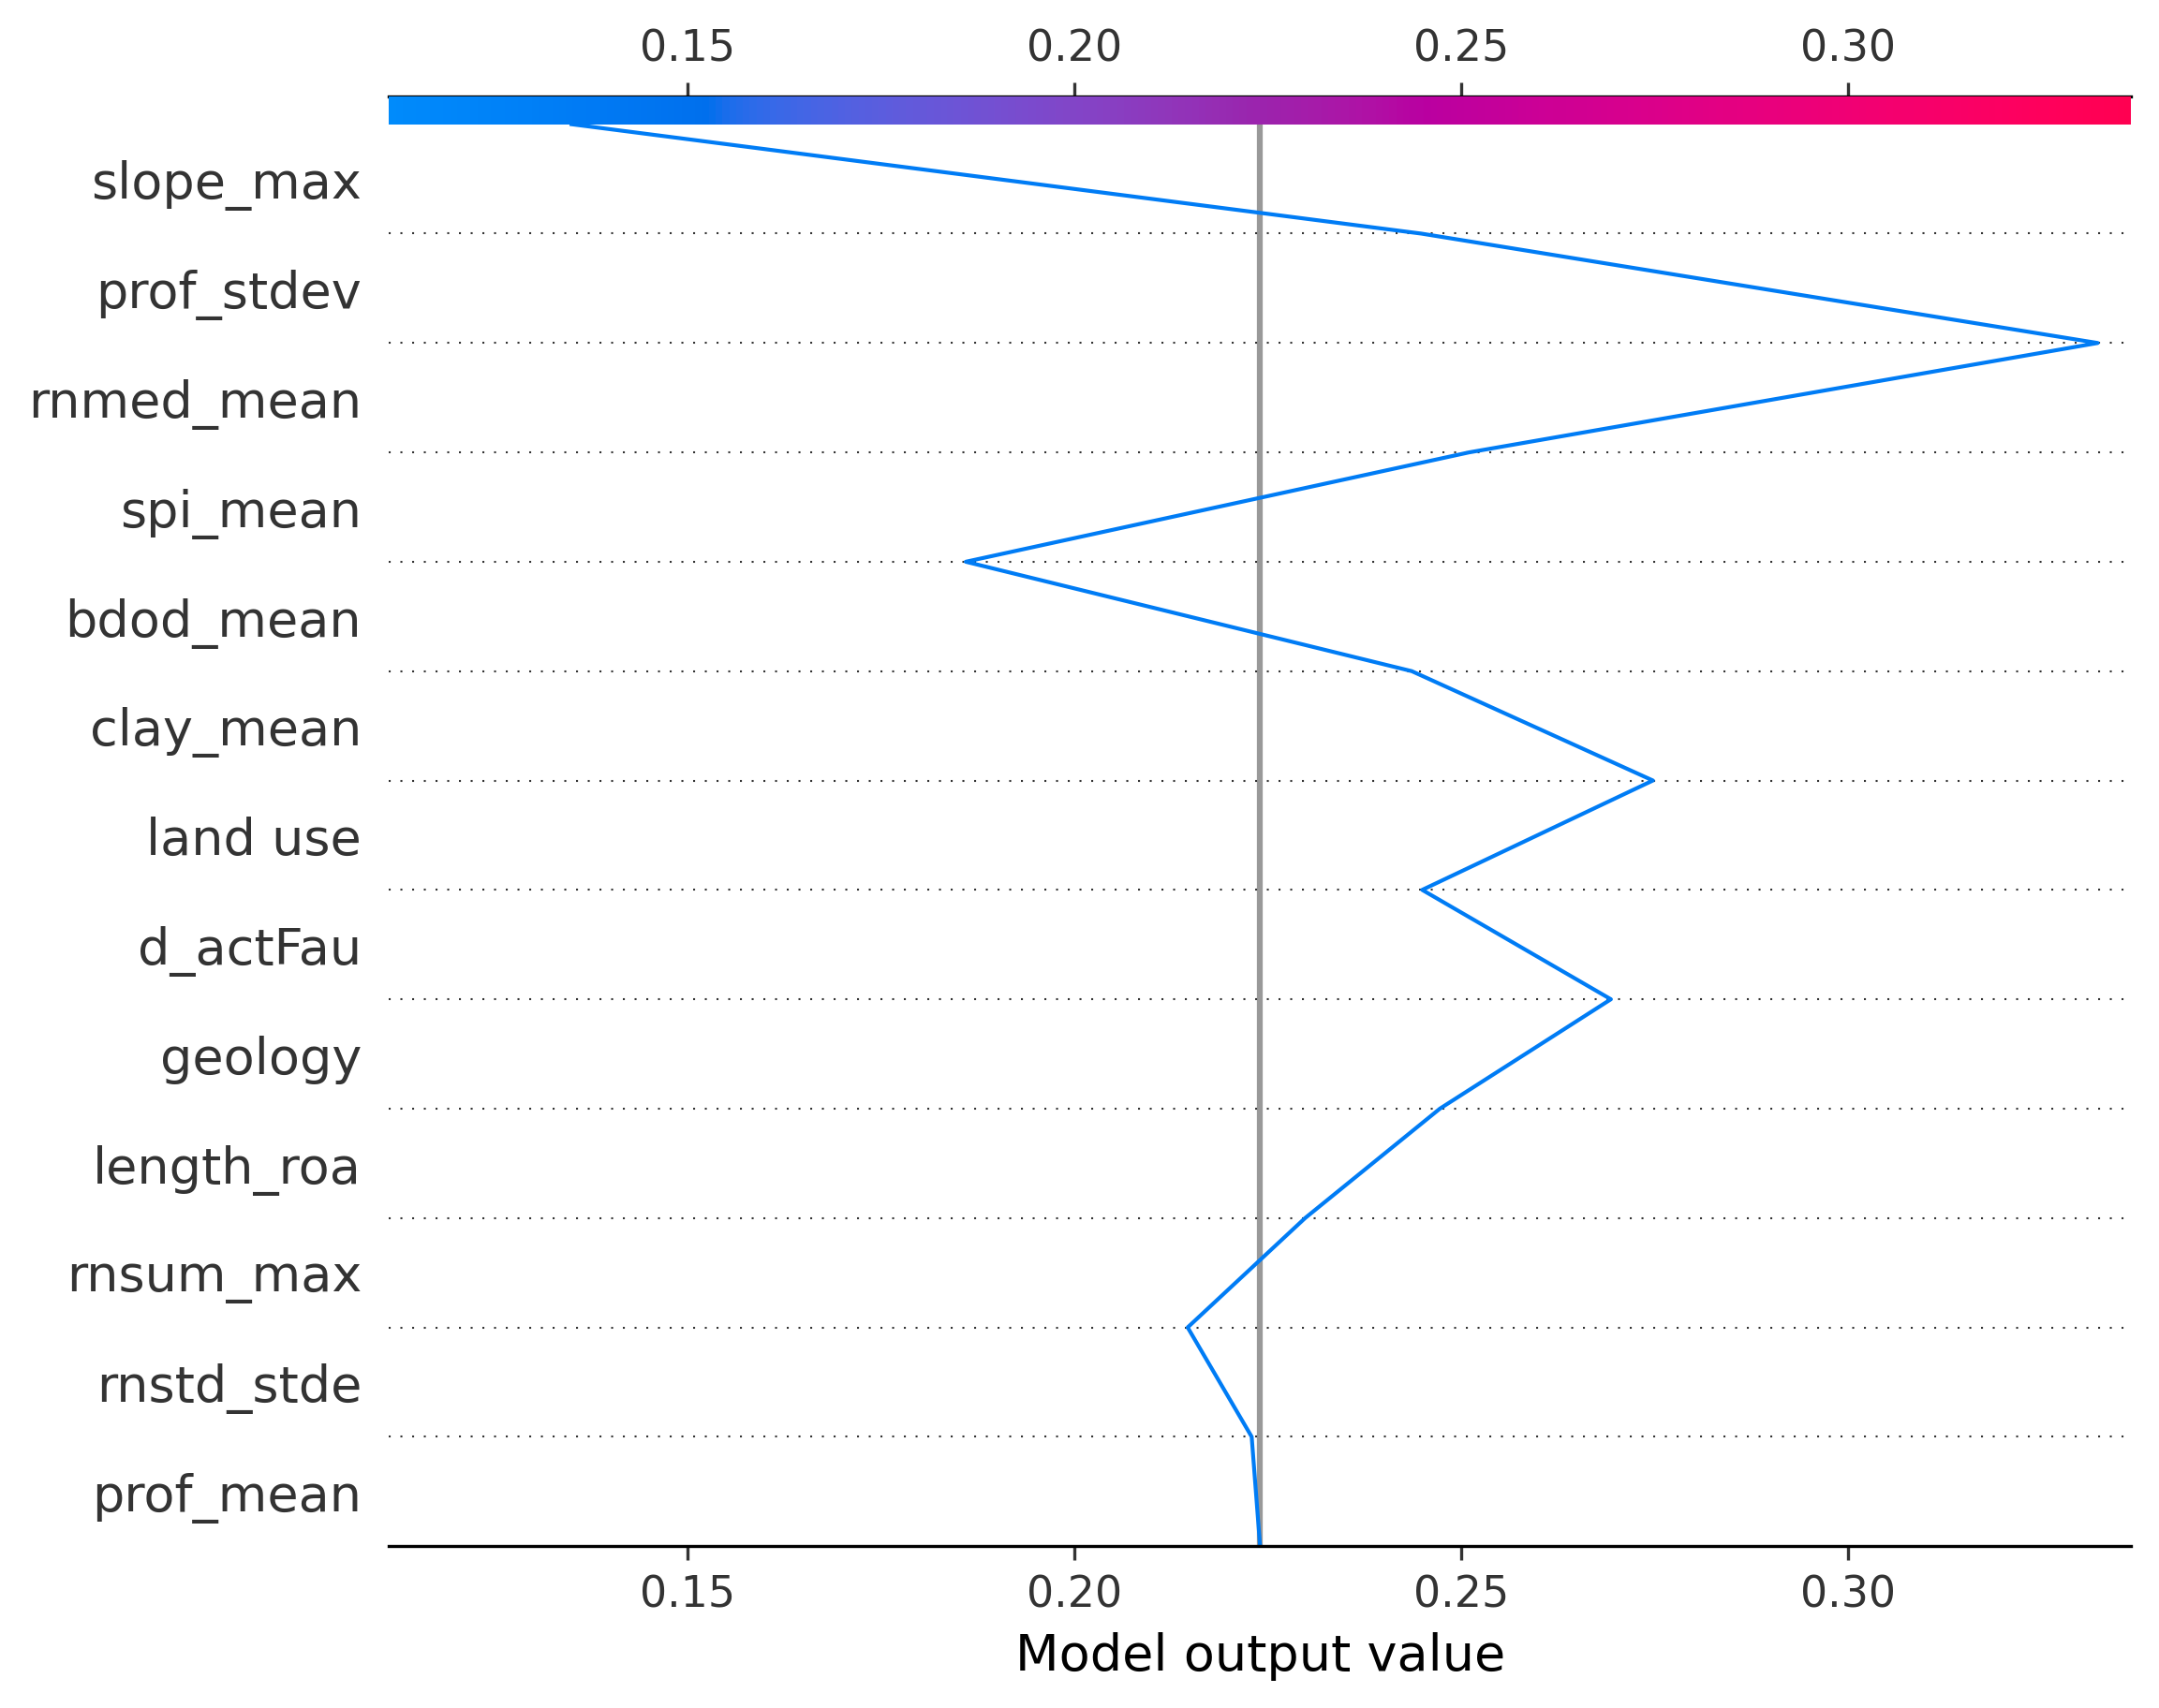 0.15 0.20 0.25 0.30
slope_max
prof_stdev
rnmed_mean
spi_mean
bdod_mean
clay_mean
land use
d_actFau
geology
length_roa
rnsum_max
rnstd_stde
prof_mean
0.15 0.20 0.25 0.30
Model output value